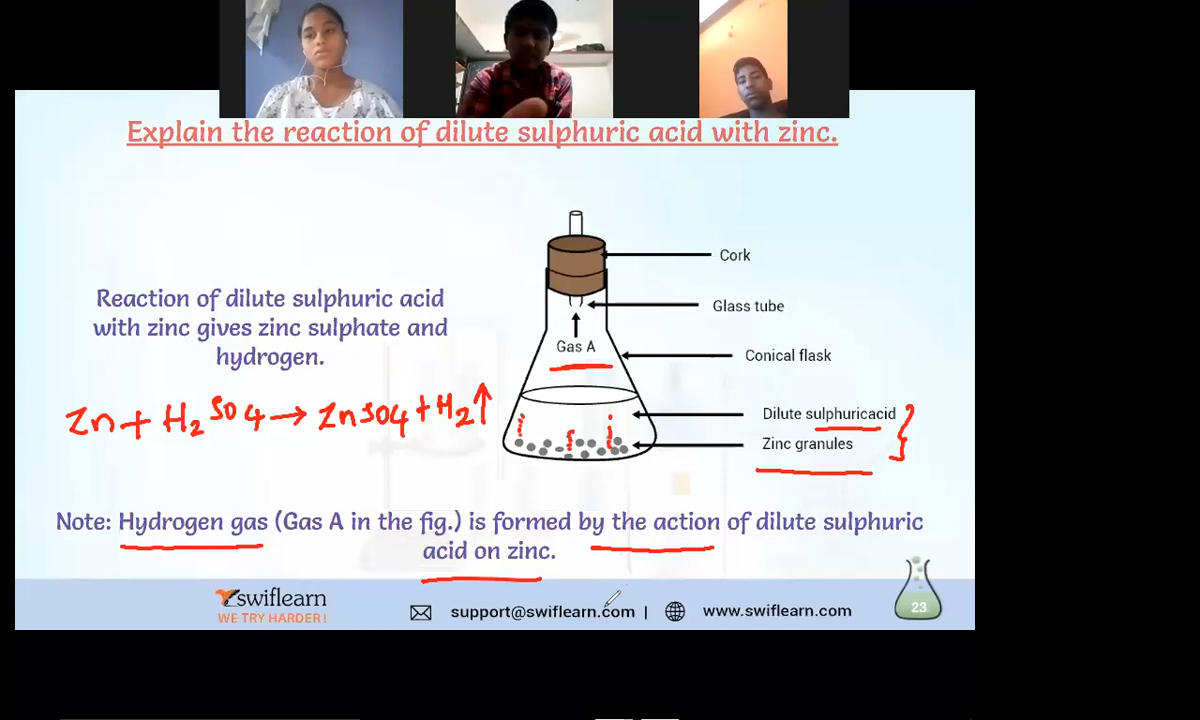 Explain the reaction of dilute sulphuric acid with zinc.
Cork
Reaction of dilute sulphuric acid
with zinc gives zinc sulphate and
hydrogen.
Glass tube
Gas A
Conical flask
Zn + H₂SO₄ → ZnSO₄ + H₂↑
Dilute sulphuricacid
Zinc granules
Note: Hydrogen gas (Gas A in the fig.) is formed by the action of dilute sulphuric
acid on zinc.
swiflearn
WE TRY HARDER!
support@swiflearn.com |
www.swiflearn.com
23